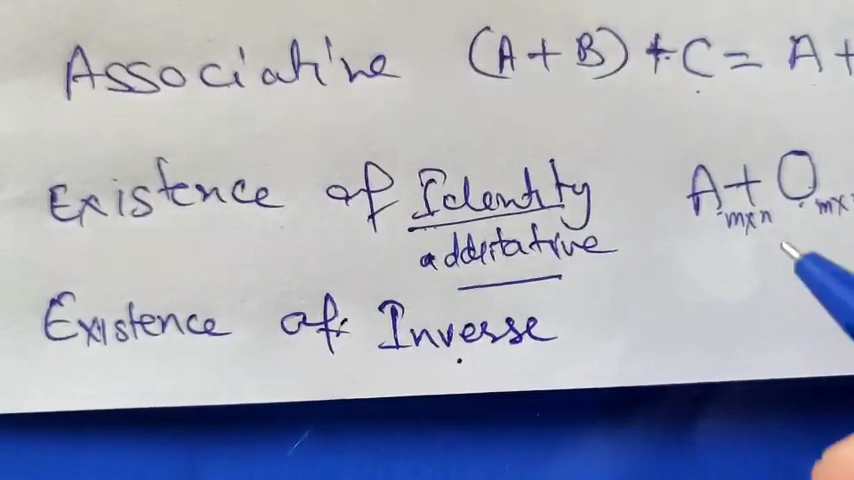 Associative (A + B) + C = A +
Existence of Identity A m×n + O m×
additative
Existence of Inverse